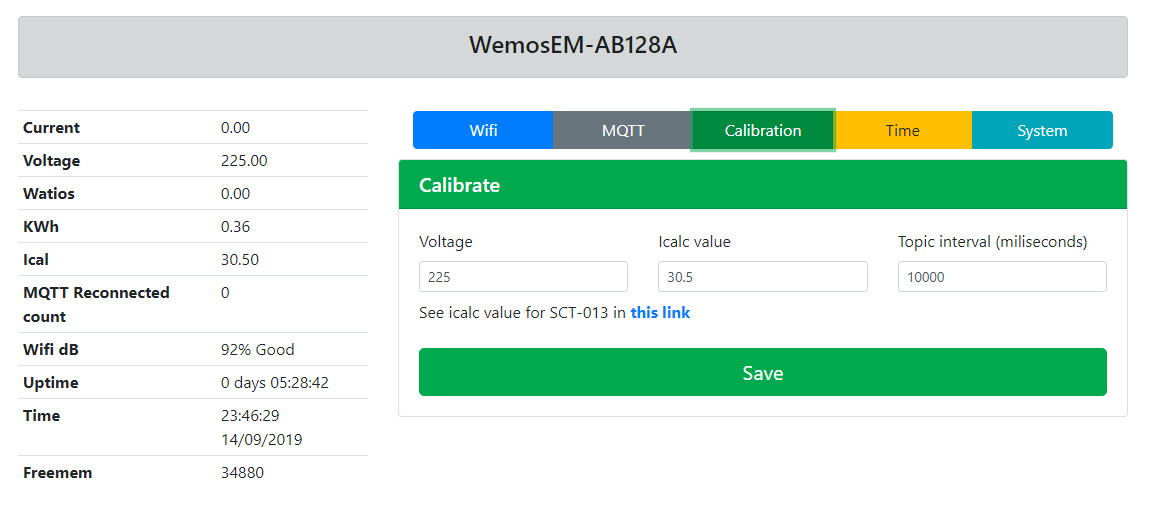 WemosEM-AB128A
Current 0.00
Voltage 225.00
Watios 0.00
KWh 0.36
Ical 30.50
MQTT Reconnected 0
count
Wifi dB 92% Good
Uptime 0 days 05:28:42
Time 23:46:29
14/09/2019
Freemem 34880
Wifi MQTT Calibration Time System
Calibrate
Voltage Icalc value Topic interval (miliseconds)
225 30.5 10000
See icalc value for SCT-013 in this link
Save